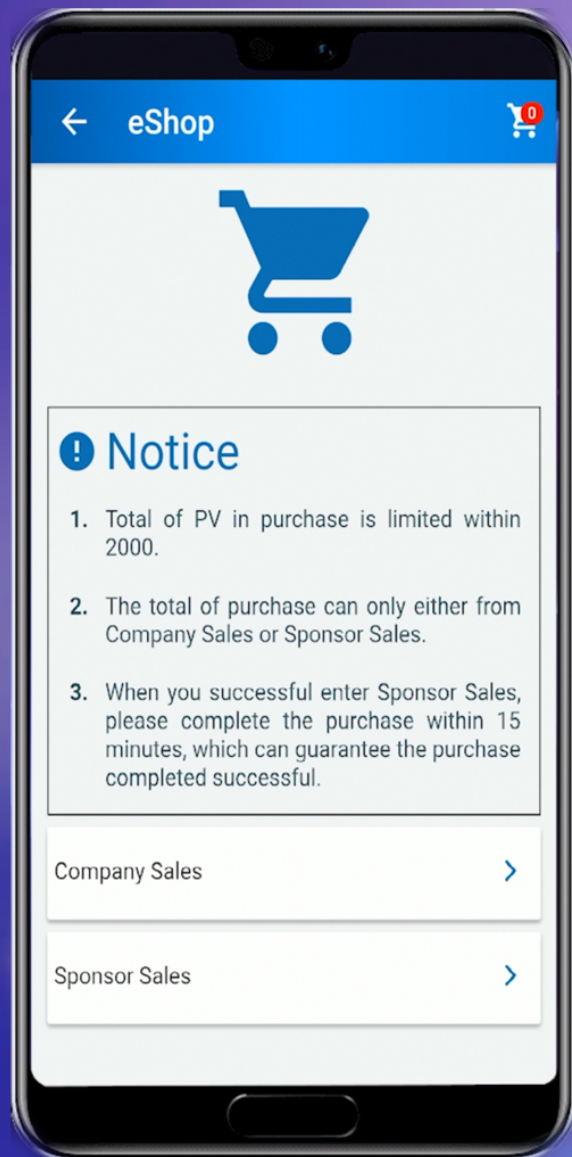 eShop
0
Notice
1. Total of PV in purchase is limited within
2000.
2. The total of purchase can only either from
Company Sales or Sponsor Sales.
3. When you successful enter Sponsor Sales,
please complete the purchase within 15
minutes, which can guarantee the purchase
completed successful.
Company Sales
Sponsor Sales